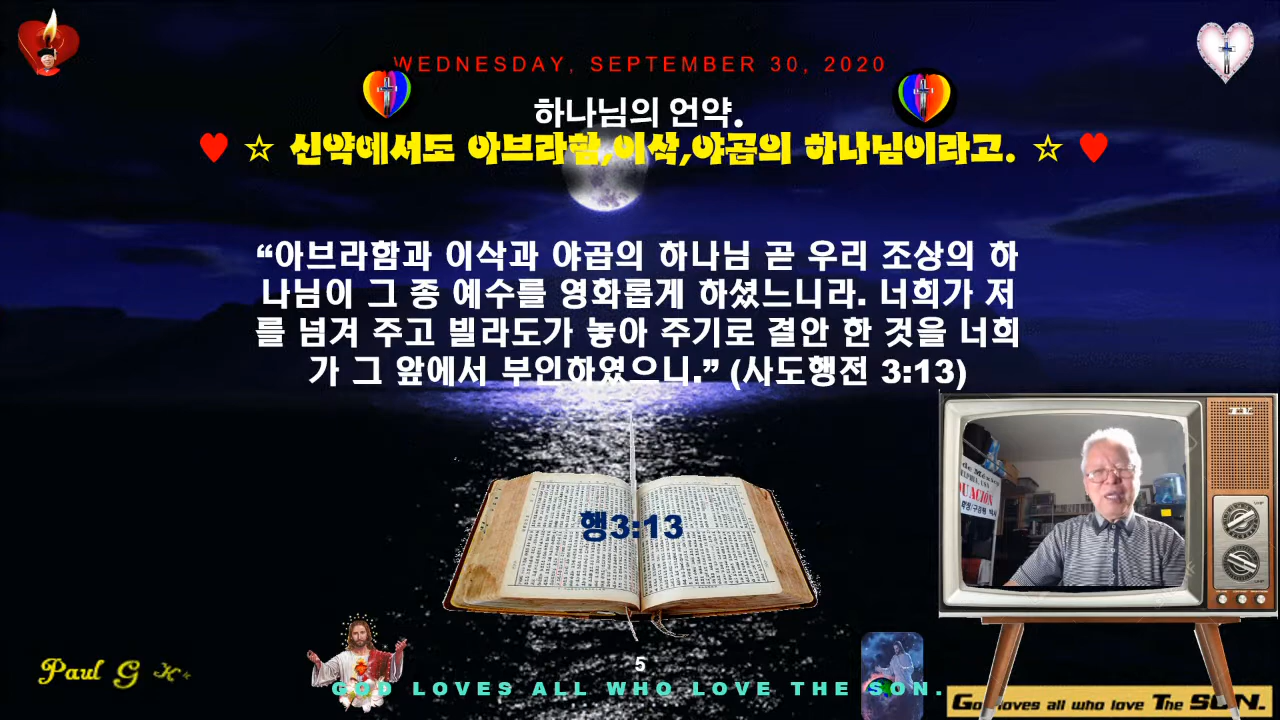 WEDNESDAY, SEPTEMBER 30, 2020
하나님의 언약.
♥ ☆ 신약에서도 아브라함,이삭,야곱의 하나님이라고. ☆ ♥
“아브라함과 이삭과 야곱의 하나님 곧 우리 조상의 하
나님이 그 종 예수를 영화롭게 하셨느니라. 너희가 저
를 넘겨 주고 빌라도가 놓아 주기로 결안 한 것을 너희
가 그 앞에서 부인하였으니.” (사도행전 3:13)
행3:13
de México
UACIÓN
Paul G K
5
GOD LOVES ALL WHO LOVE THE SON.
God loves all who love The SON.